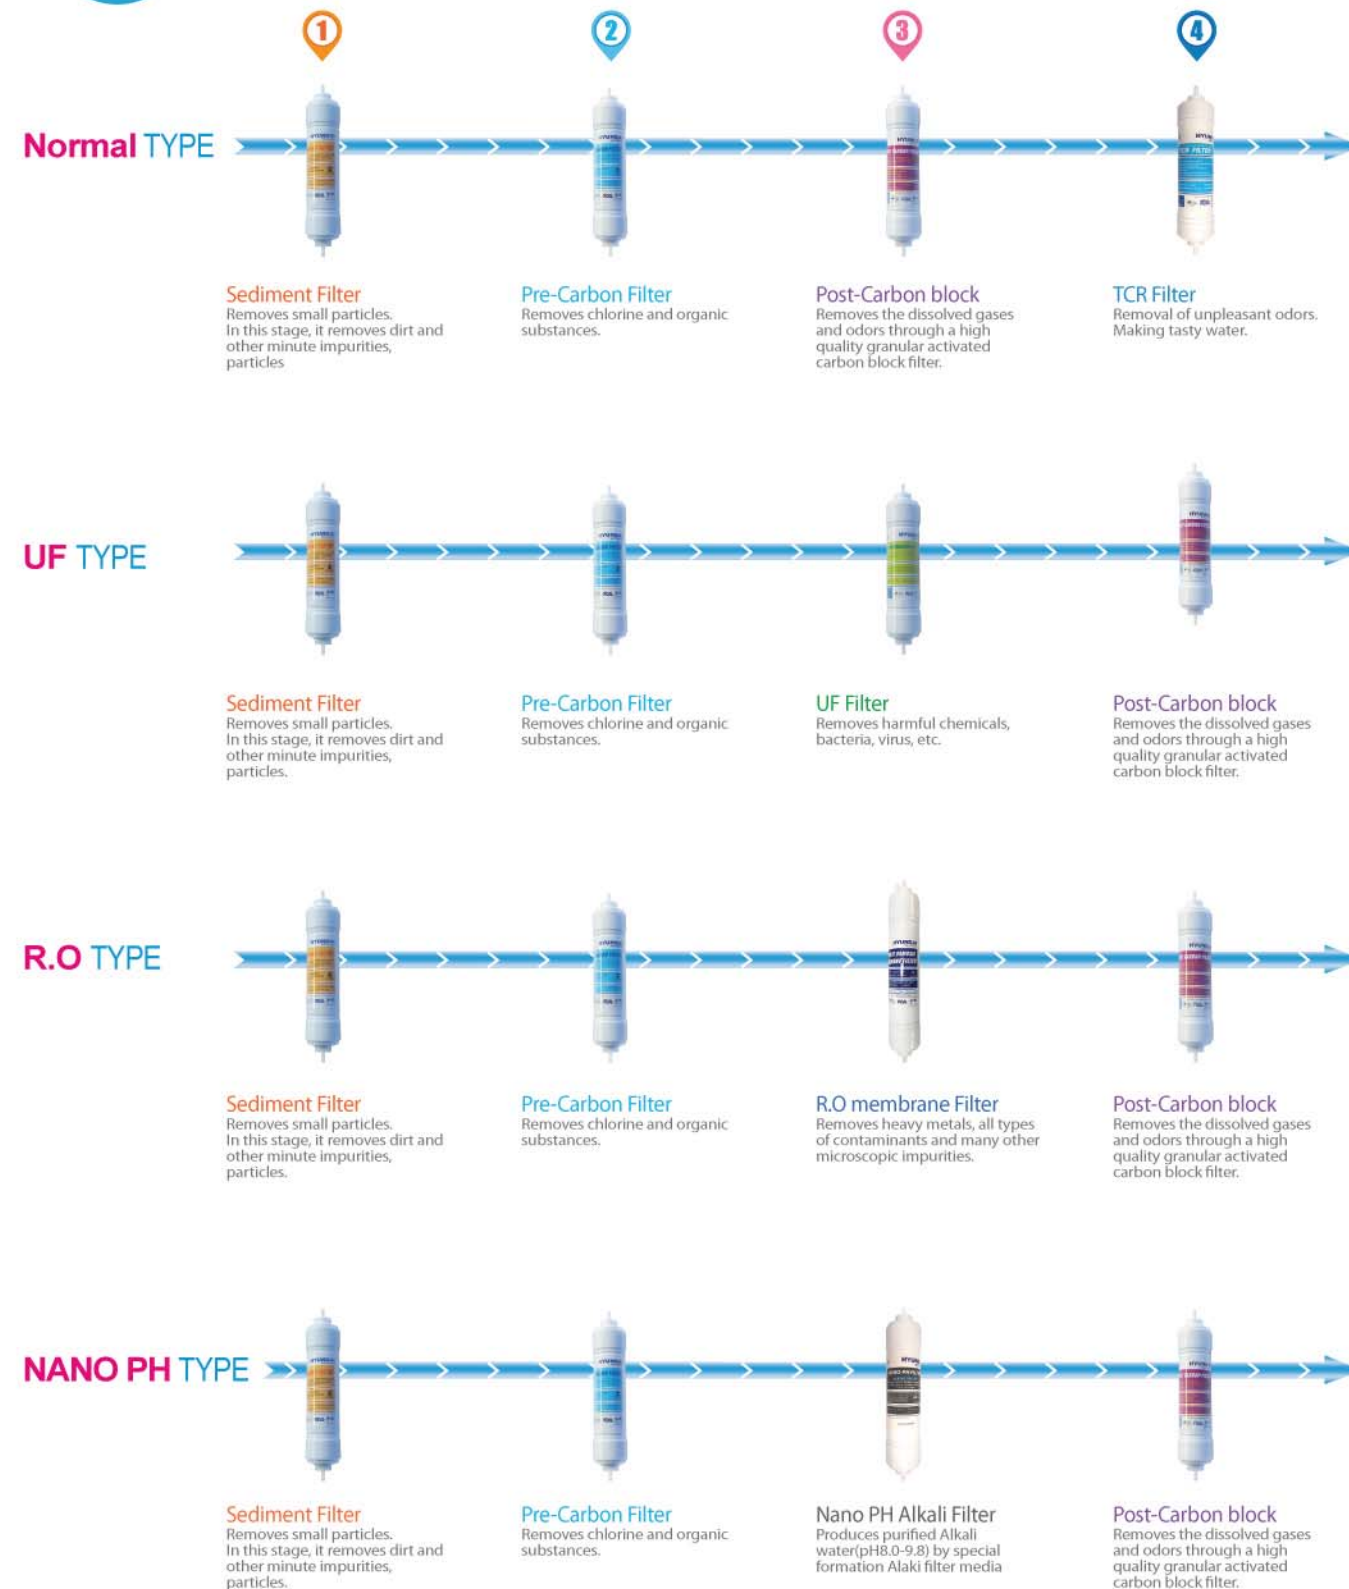 1
2
3
4
Normal TYPE
Sediment Filter
Removes small particles.
In this stage, it removes dirt and
other minute impurities,
particles
Pre-Carbon Filter
Removes chlorine and organic
substances.
Post-Carbon block
Removes the dissolved gases
and odors through a high
quality granular activated
carbon block filter.
TCR Filter
Removal of unpleasant odors.
Making tasty water.
UF TYPE
Sediment Filter
Removes small particles.
In this stage, it removes dirt and
other minute impurities,
particles.
Pre-Carbon Filter
Removes chlorine and organic
substances.
UF Filter
Removes harmful chemicals,
bacteria, virus, etc.
Post-Carbon block
Removes the dissolved gases
and odors through a high
quality granular activated
carbon block filter.
R.O TYPE
Sediment Filter
Removes small particles.
In this stage, it removes dirt and
other minute impurities,
particles.
Pre-Carbon Filter
Removes chlorine and organic
substances.
R.O membrane Filter
Removes heavy metals, all types
of contaminants and many other
microscopic impurities.
Post-Carbon block
Removes the dissolved gases
and odors through a high
quality granular activated
carbon block filter.
NANO PH TYPE
Sediment Filter
Removes small particles.
In this stage, it removes dirt and
other minute impurities,
particles.
Pre-Carbon Filter
Removes chlorine and organic
substances.
Nano PH Alkali Filter
Produces purified Alkali
water(pH8.0-9.8) by special
formation Alaki filter media
Post-Carbon block
Removes the dissolved gases
and odors through a high
quality granular activated
carbon block filter.